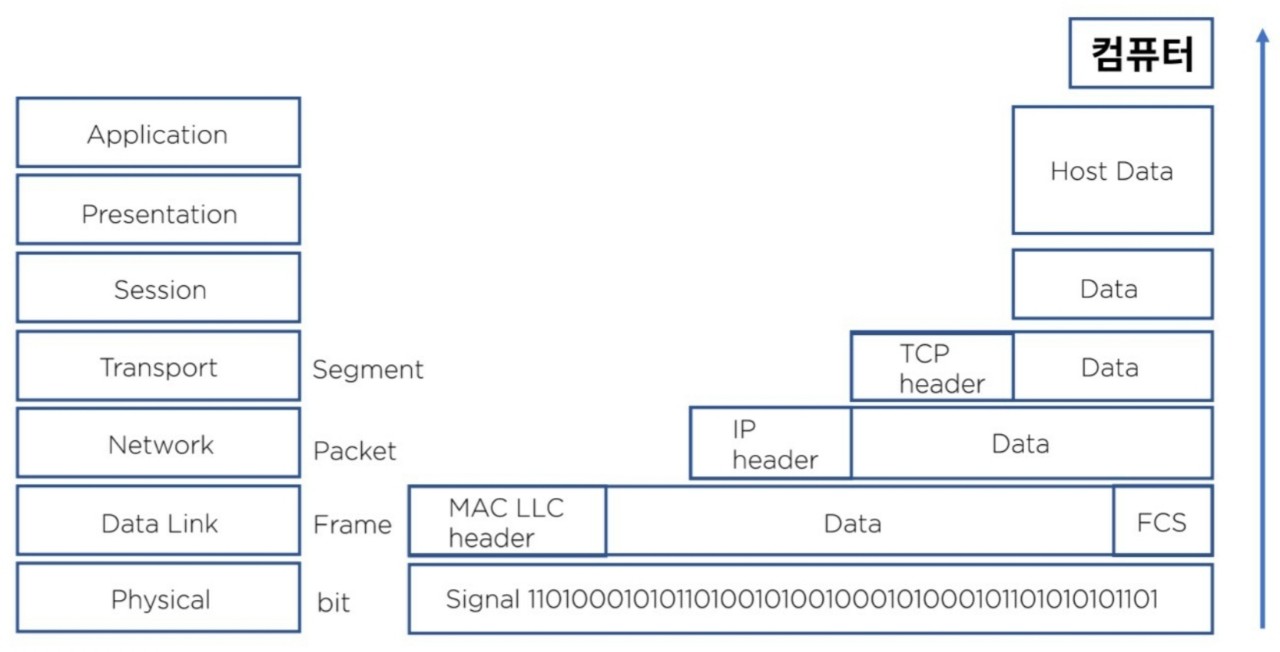 컴퓨터
Application
Host Data
Presentation
Session
Data
Transport
Segment
TCP
header
Data
Network
Packet
IP
header
Data
Data Link
Frame
MAC LLC
header
Data
FCS
Physical
bit
Signal 11010001010110100101001000101000101101010101101